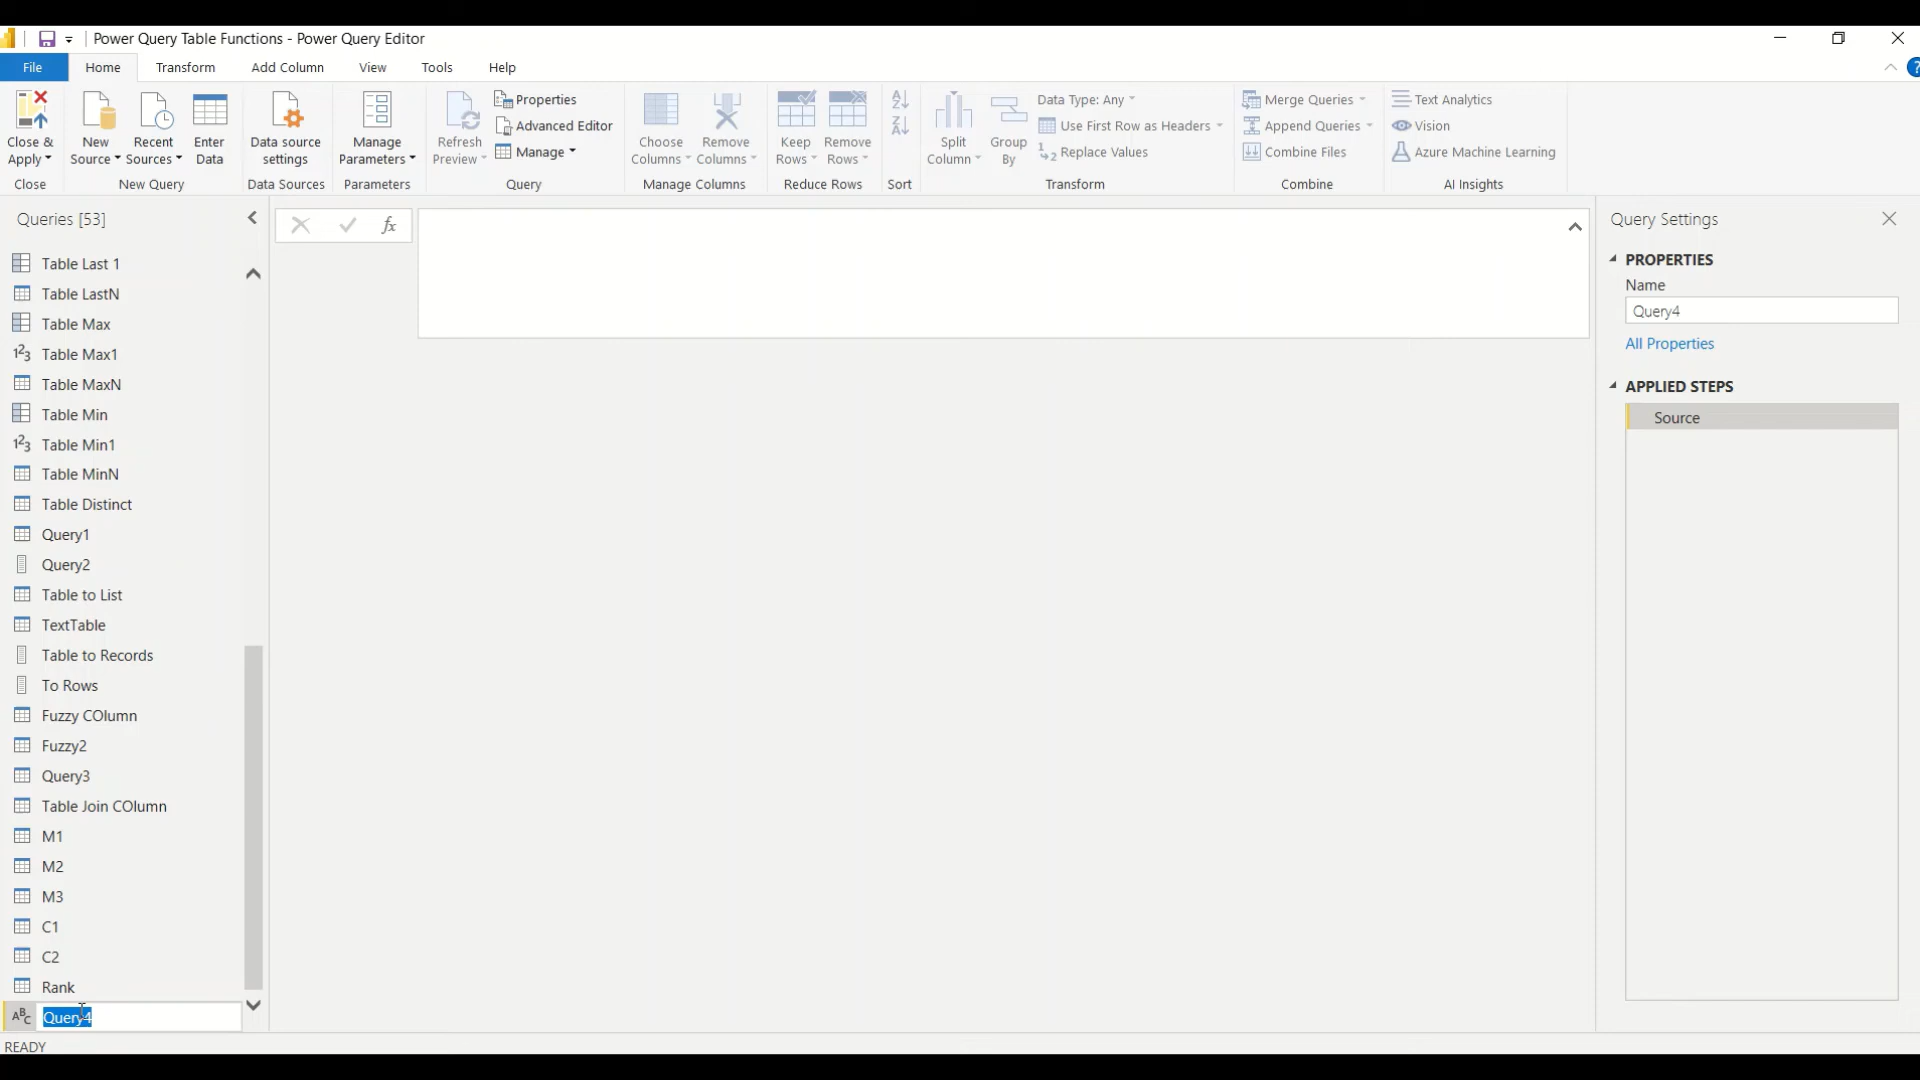 Power Query Table Functions - Power Query Editor
File
Home
Transform
Add Column
View
Tools
Help
?
Close & Apply
New Source
Recent Sources
Enter Data
Data source settings
Manage Parameters
Refresh Preview
Properties
Advanced Editor
Manage
Choose Columns
Remove Columns
Keep Rows
Remove Rows
Split Column
Group By
Data Type: Any
Use First Row as Headers
Replace Values
Merge Queries
Append Queries
Combine Files
Text Analytics
Vision
Azure Machine Learning
Close
New Query
Data Sources
Parameters
Query
Manage Columns
Reduce Rows
Sort
Transform
Combine
AI Insights
Queries [53]
Table Last 1
Table LastN
Table Max
Table Max1
Table MaxN
Table Min
Table Min1
Table MinN
Table Distinct
Query1
Query2
Table to List
TextTable
Table to Records
To Rows
Fuzzy COlumn
Fuzzy2
Query3
Table Join COlumn
M1
M2
M3
C1
C2
Rank
Query4
READY
fx
Query Settings
PROPERTIES
Name
Query4
All Properties
APPLIED STEPS
Source